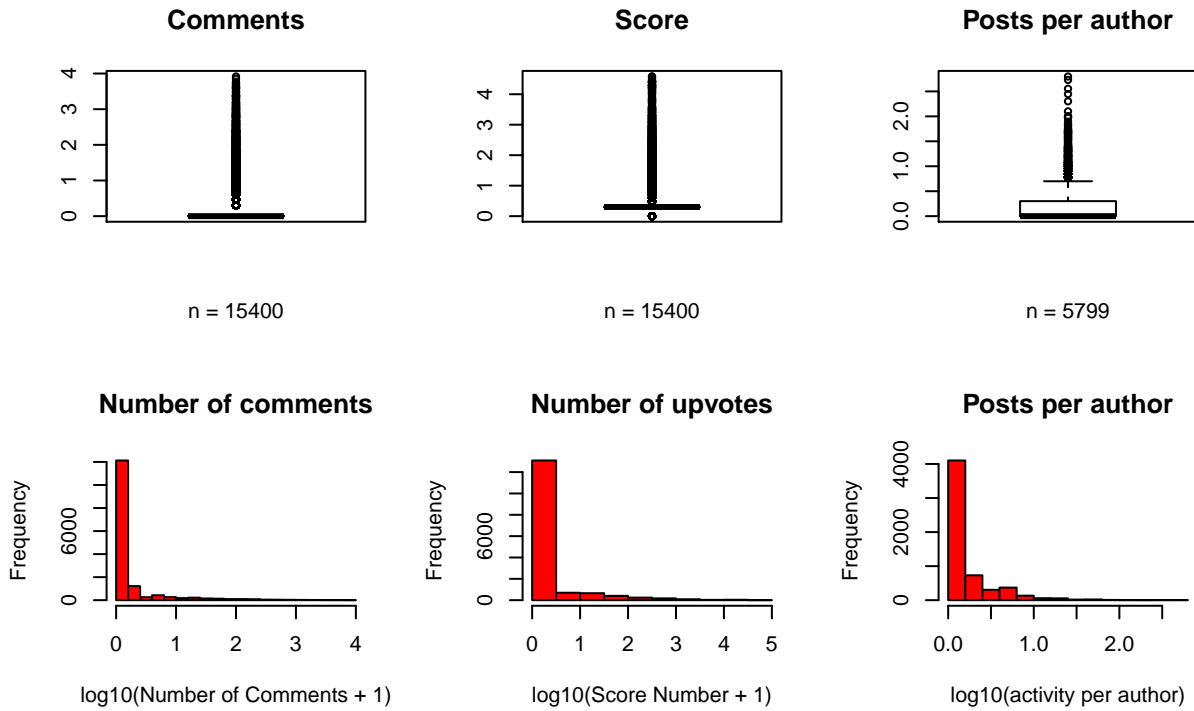 Comments Score Posts per author
4 3 2 1 0
4 3 2 1 0
2.0 1.0 0.0
n = 15400 n = 15400 n = 5799
Number of comments Number of upvotes Posts per author
Frequency
6000 0
Frequency
6000 0
Frequency
4000 2000 0
0 1 2 3 4
0 1 2 3 4 5
0.0 1.0 2.0
log10(Number of Comments + 1) log10(Score Number + 1) log10(activity per author)